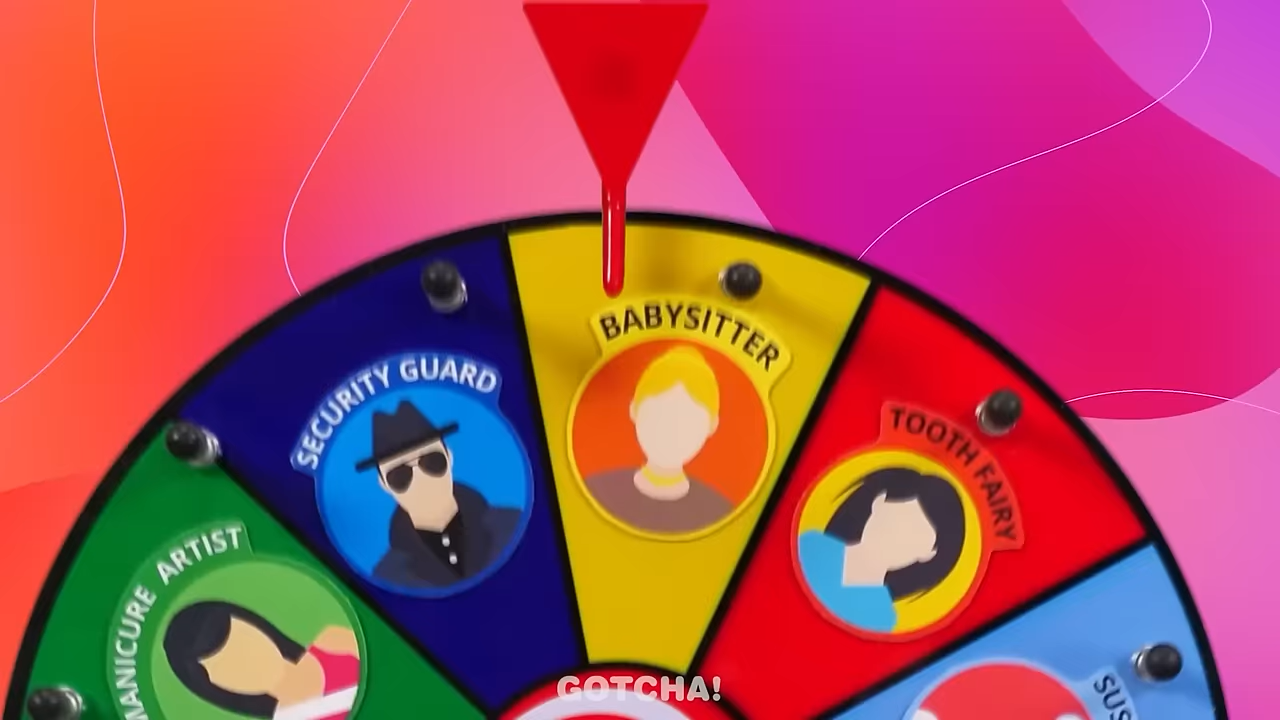 MANICURE ARTIST
SECURITY GUARD
BABYSITTER
TOOTH FAIRY
GOTCHA!